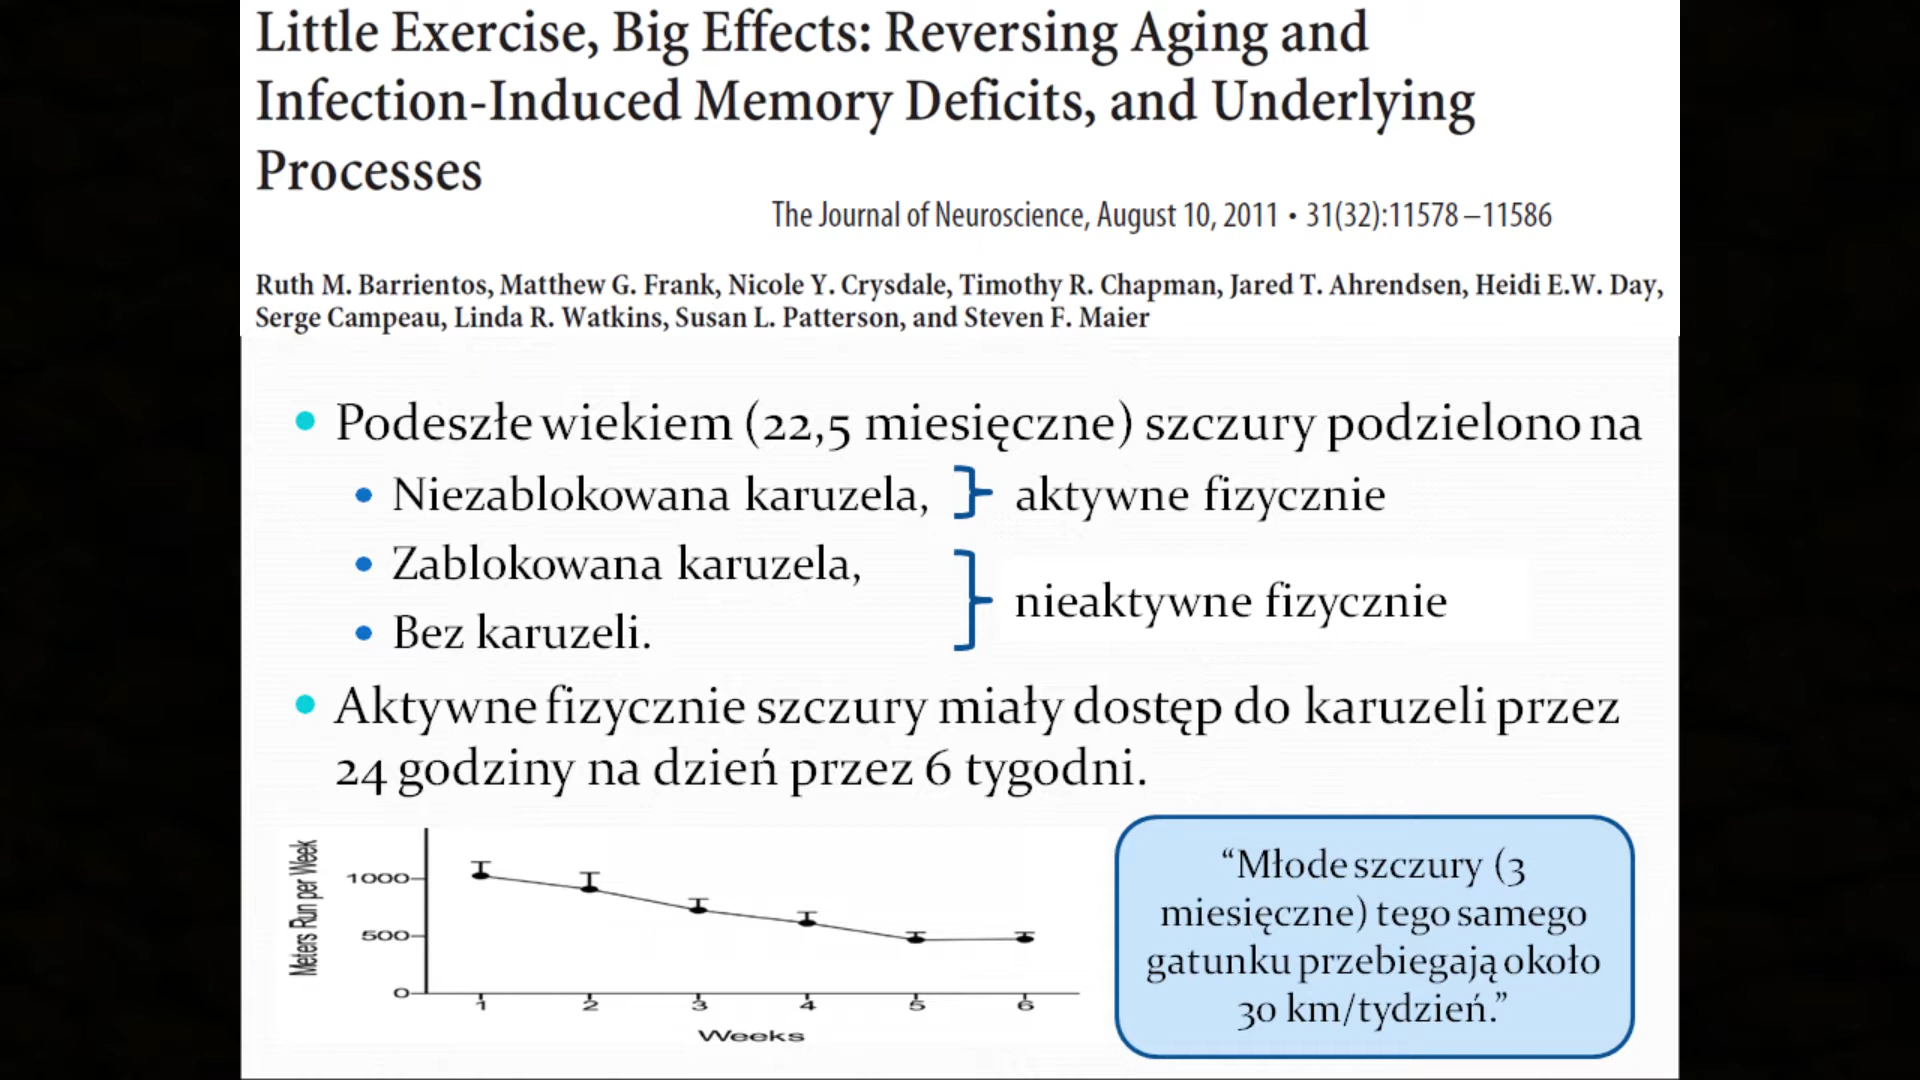 Little Exercise, Big Effects: Reversing Aging and
Infection-Induced Memory Deficits, and Underlying
Processes
The Journal of Neuroscience, August 10, 2011 • 31(32):11578–11586
Ruth M. Barrientos, Matthew G. Frank, Nicole Y. Crysdale, Timothy R. Chapman, Jared T. Ahrendsen, Heidi E.W. Day,
Serge Campeau, Linda R. Watkins, Susan L. Patterson, and Steven F. Maier
• Podeszłe wiekiem (22,5 miesięczne) szczury podzielono na
• Niezablokowana karuzela,
aktywne fizycznie
• Zablokowana karuzela,
• Bez karuzeli.
nieaktywne fizycznie
• Aktywne fizycznie szczury miały dostęp do karuzeli przez
24 godziny na dzień przez 6 tygodni.
Meters Run per Week
1000
500
0
1 2 3 4 5 6
Weeks
“Młode szczury (3
miesięczne) tego samego
gatunku przebiegają około
30 km/tydzień.”